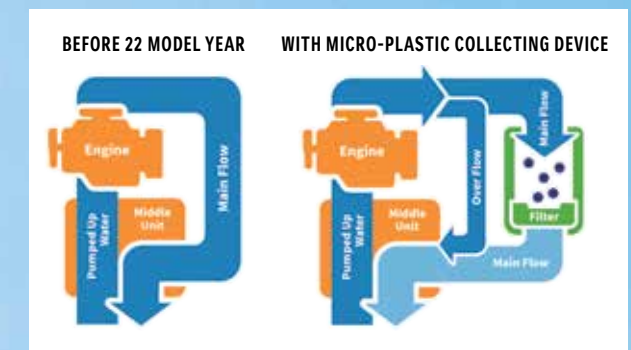 BEFORE 22 MODEL YEAR
Engine
Main Flow
Pumped Up
Water
Middle
Unit
WITH MICRO-PLASTIC COLLECTING DEVICE
Engine
Main Flow
Over Flow
Filter
Pumped Up
Water
Middle
Unit
Main Flow